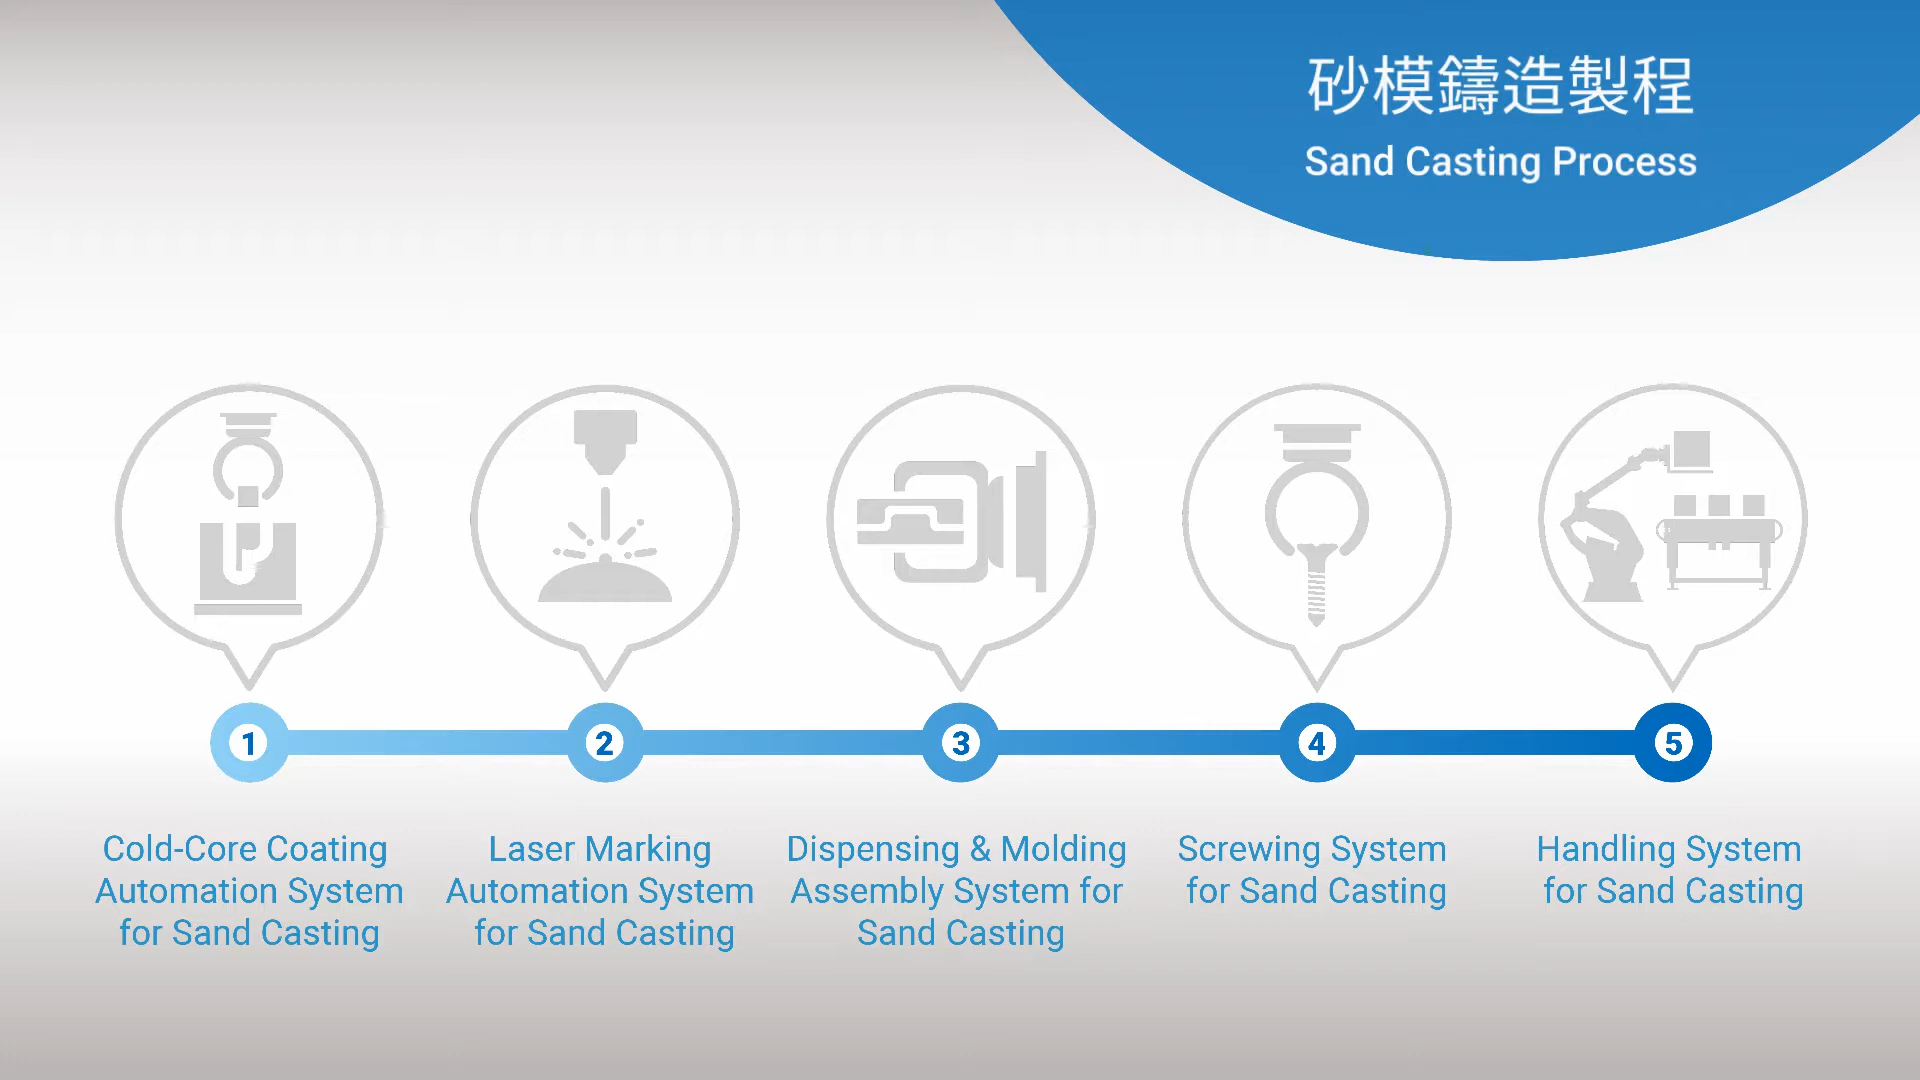 砂模鑄造製程
Sand Casting Process
1
2
3
4
5
Cold-Core Coating
Automation System
for Sand Casting
Laser Marking
Automation System
for Sand Casting
Dispensing & Molding
Assembly System for
Sand Casting
Screwing System
for Sand Casting
Handling System
for Sand Casting